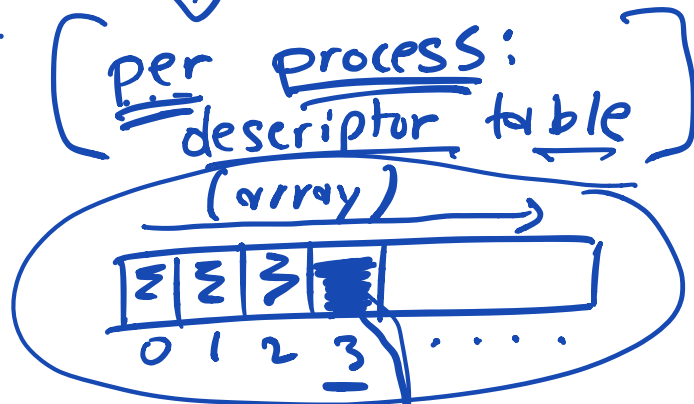 [per process:
descriptor table]
(array)
0 1 2 3 . . . .